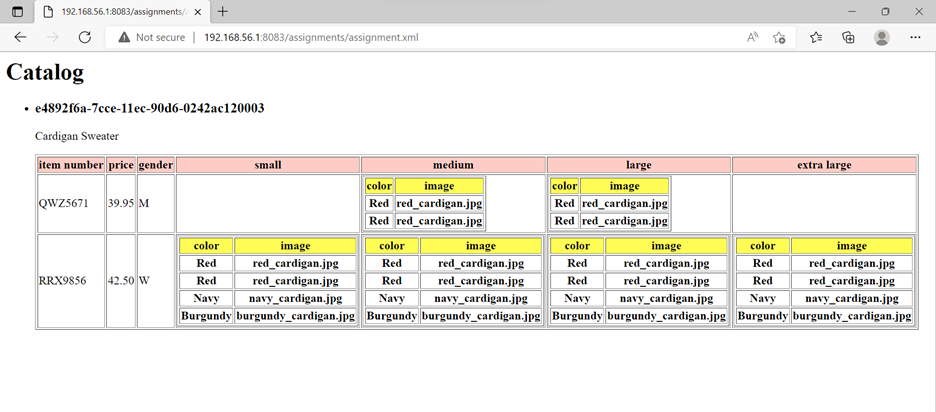 192.168.56.1:8083/assignments/
Not secure | 192.168.56.1:8083/assignments/assignment.xml
Catalog
e4892f6a-7cce-11ec-90d6-0242ac120003
Cardigan Sweater
item number price gender small medium large extra large
color image color image
QWZ5671 39.95 M Red red_cardigan.jpg Red red_cardigan.jpg
Red red_cardigan.jpg Red red_cardigan.jpg
color image color image color image color image
Red red_cardigan.jpg Red red_cardigan.jpg Red red_cardigan.jpg Red red_cardigan.jpg
RRX9856 42.50 W Red red_cardigan.jpg Red red_cardigan.jpg Red red_cardigan.jpg Red red_cardigan.jpg
Navy navy_cardigan.jpg Navy navy_cardigan.jpg Navy navy_cardigan.jpg Navy navy_cardigan.jpg
Burgundy burgundy_cardigan.jpg Burgundy burgundy_cardigan.jpg Burgundy burgundy_cardigan.jpg Burgundy burgundy_cardigan.jpg